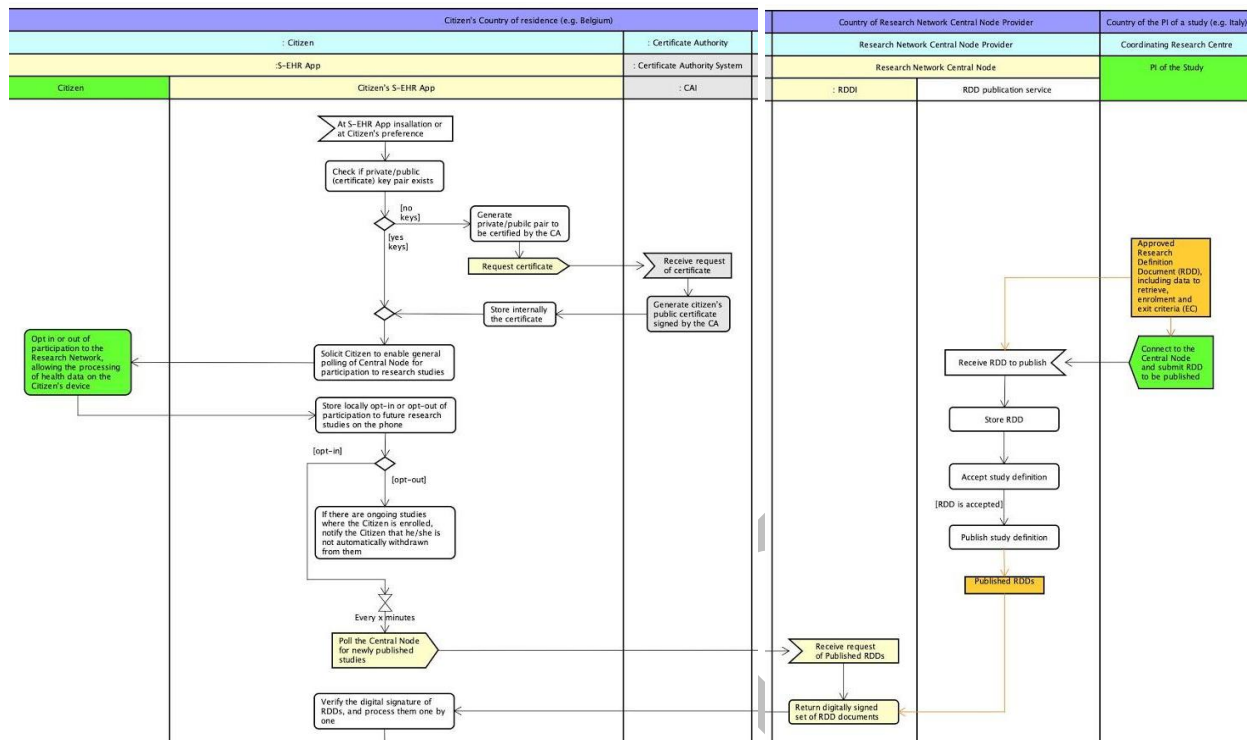 Citizen's Country of residence (e.g. Belgium)
: Citizen
: Certificate Authority
:S-EHR App
: Certificate Authority System
Citizen
Citizen's S-EHR App
: CAI
Country of Research Network Central Node Provider
Country of the PI of a study (e.g. Italy)
Research Network Central Node Provider
Coordinating Research Centre
Research Network Central Node
PI of the Study
: RDDI
RDD publication service
At S-EHR App insallation or
at Citizen's preference
Check if private/public
(certificate) key pair exists
[no
keys]
[yes
keys]
Generate
private/pubilc pair to
be certified by the CA
Request certificate
Receive request
of certificate
Generate citizen's
public certificate
signed by the CA
Store internally
the certificate
Solicit Citizen to enable general
polling of Central Node for
participation to research studies
Opt in or out of
participation to the
Research Network,
allowing the processing
of health data on the
Citizen's device
Store locally opt-in or opt-out of
participation to future research
studies on the phone
[opt-in]
[opt-out]
If there are ongoing studies
where the Citizen is enrolled,
notify the Citizen that he/she is
not automatically withdrawn
from them
Every x minutes
Poll the Central Node
for newly published
studies
Verify the digital signature of
RDDs, and process them one by
one
Approved
Research
Definition
Document (RDD),
including data to
retrieve,
enrolment and
exit criteria (EC)
Connect to the
Central Node
and submit RDD
to be published
Receive RDD to publish
Store RDD
Accept study definition
[RDD is accepted]
Publish study definition
Published RDDs
Receive request
of Published RDDs
Return digitally signed
set of RDD documents